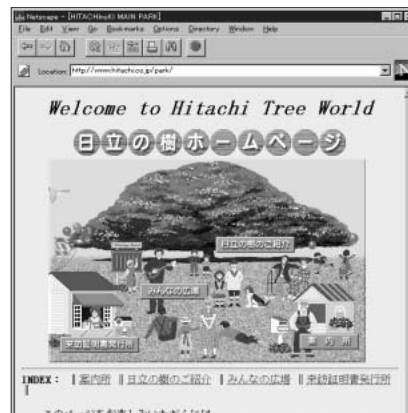 Netscape - [HITACHInoKI MAIN PARK]
File Edit View Go Bookmarks Options Directory Window Help
Location: http://www.hitachi.co.jp/park/
N
Welcome to Hitachi Tree World
日立の樹ホームページ
日立の樹のご紹介
みんなの広場
来訪証明書発行所
案内所
INDEX : || 案内所 || 日立の樹のご紹介 || みんなの広場 || 来訪証明書発行所
||